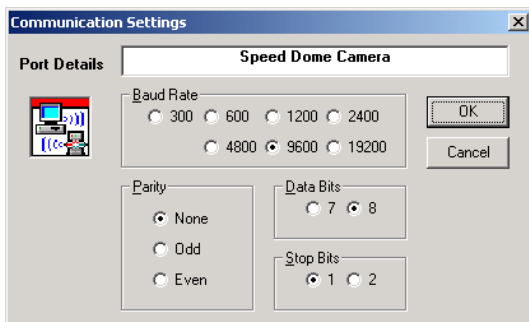 Communication Settings
Port Details
Speed Dome Camera
Baud Rate
300 600 1200 2400
4800 9600 19200
OK
Cancel
Parity
None
Odd
Even
Data Bits
7 8
Stop Bits
1 2